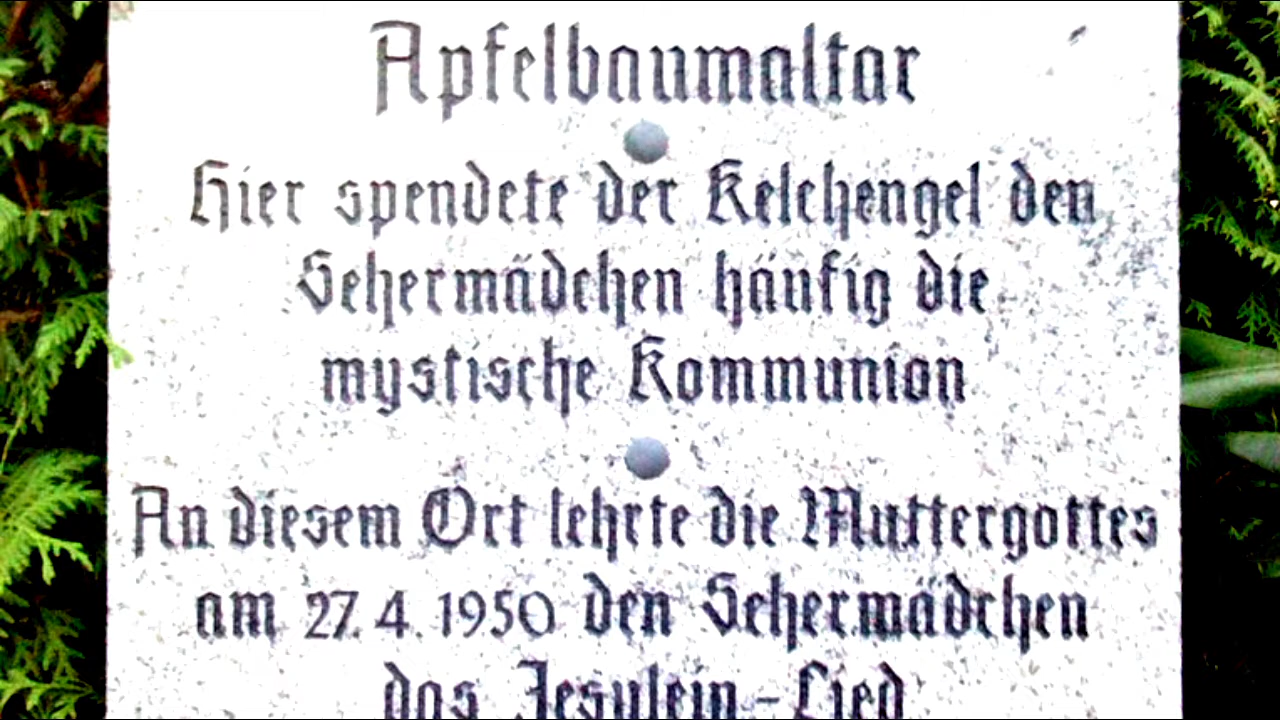 Apfelbaumaltar
Hier spendete der Kelchengel den
Sehermädchen häufig die
mystische Kommunion
An diesem Ort lehrte die Muttergottes
am 27.4.1950 den Sehermädchen
das Jesulein-Lied